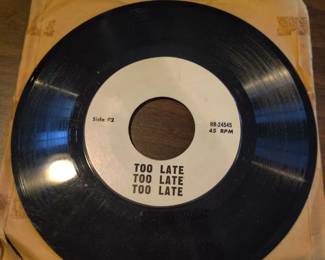 Side #2
RR-24545
45 RPM
TOO LATE
TOO LATE
TOO LATE